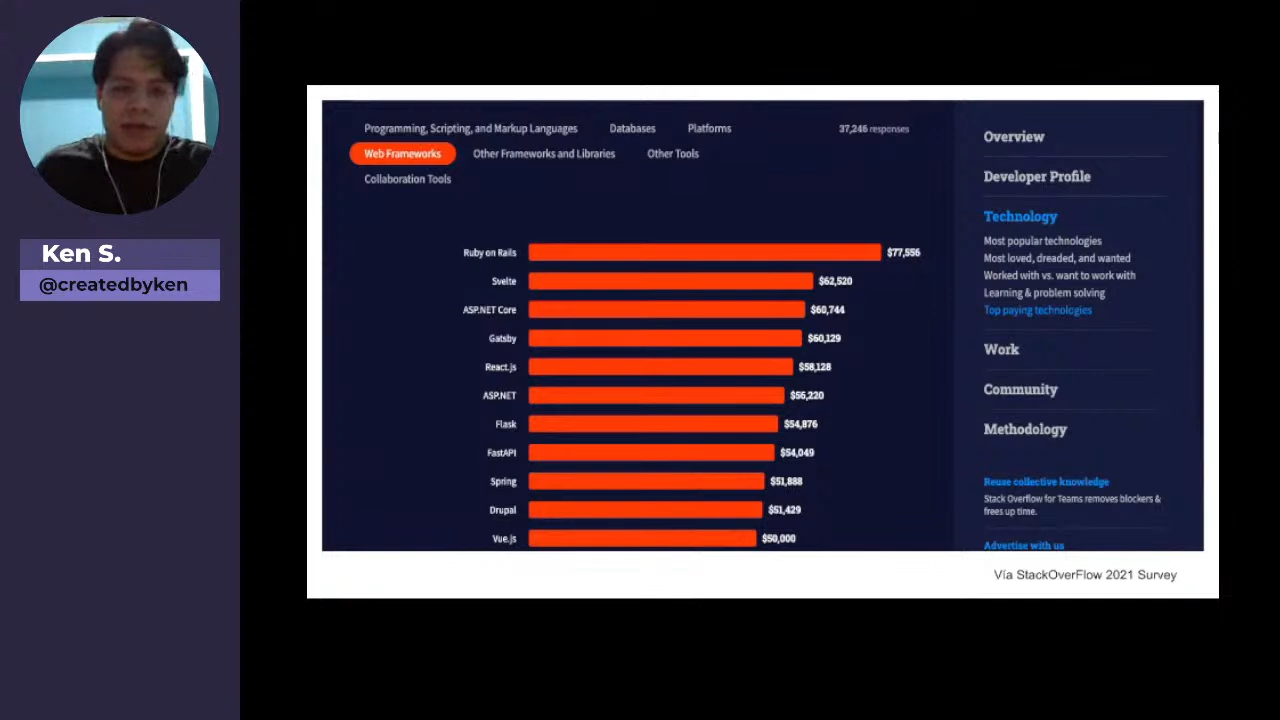 Ken S.
@createdbyken
Programming, Scripting, and Markup Languages Databases Platforms 37,246 responses
Web Frameworks Other Frameworks and Libraries Other Tools
Collaboration Tools
Ruby on Rails $77,556
Svelte $62,520
ASP.NET Core $60,744
Gatsby $60,129
React.js $58,128
ASP.NET $56,220
Flask $54,876
FastAPI $54,049
Spring $51,888
Drupal $51,429
Vue.js $50,000
Overview
Developer Profile
Technology
Most popular technologies
Most loved, dreaded, and wanted
Worked with vs. want to work with
Learning & problem solving
Top paying technologies
Work
Community
Methodology
Reuse collective knowledge
Stack Overflow for Teams removes blockers &
frees up time.
Advertise with us
Vía StackOverFlow 2021 Survey